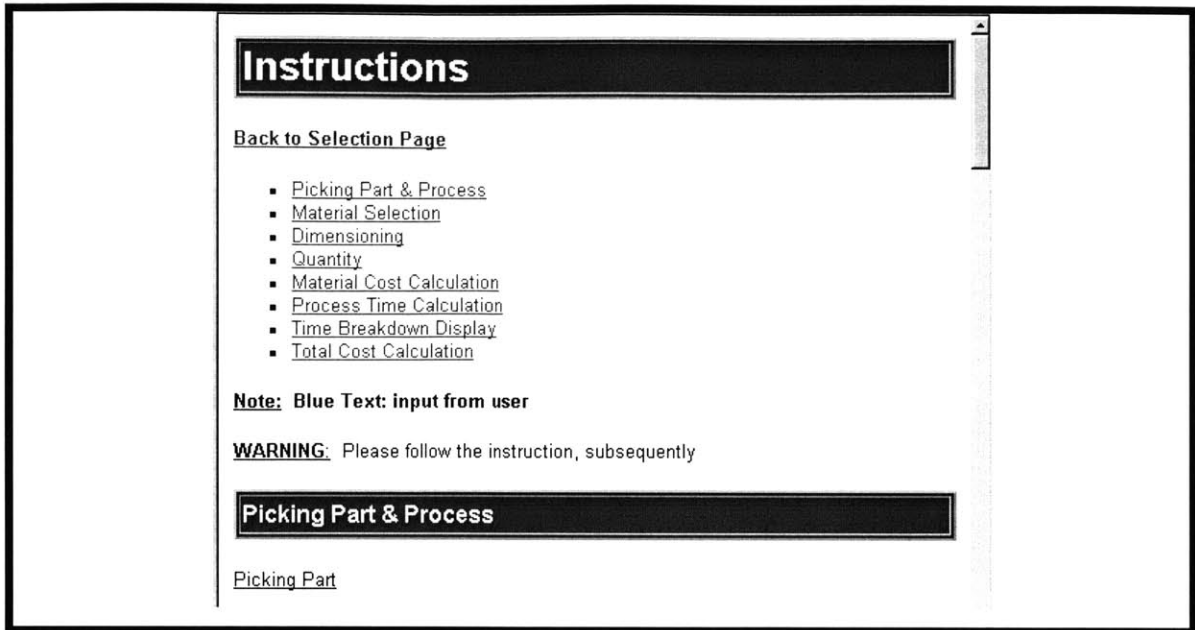 Instructions
Back to Selection Page
Picking Part & Process
Material Selection
Dimensioning
Quantity
Material Cost Calculation
Process Time Calculation
Time Breakdown Display
Total Cost Calculation
Note: Blue Text: input from user
WARNING: Please follow the instruction, subsequently
Picking Part & Process
Picking Part